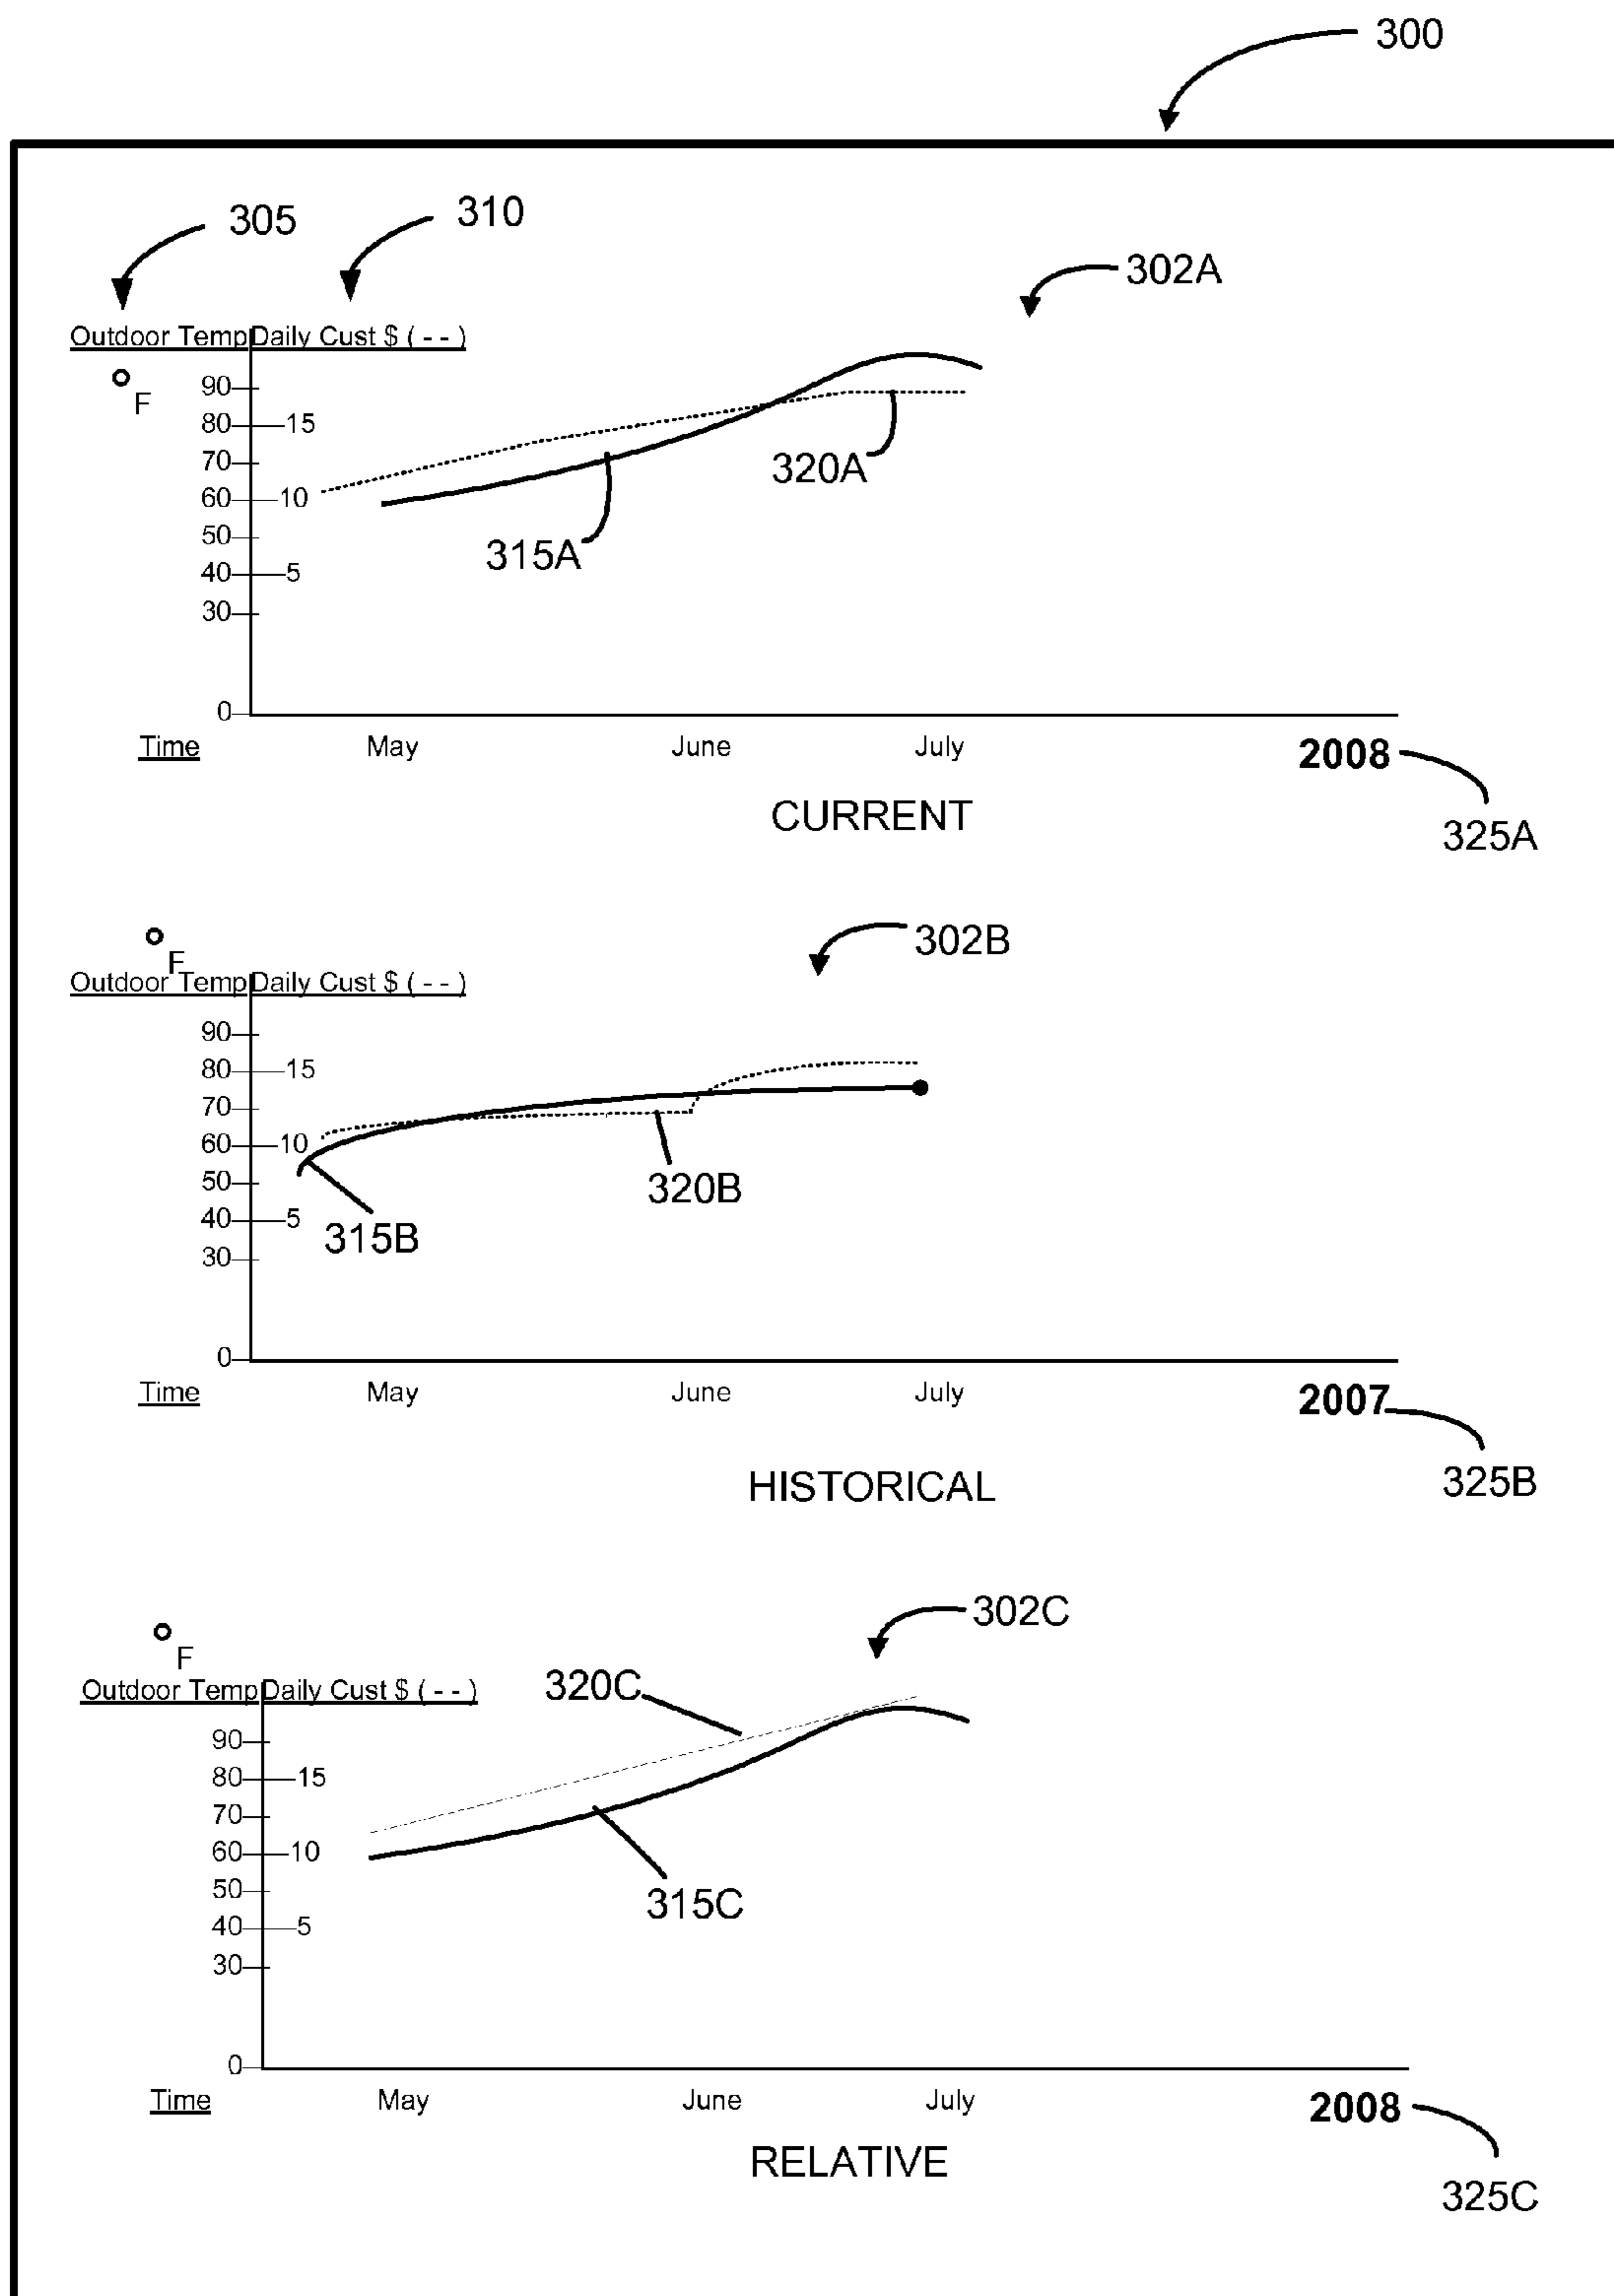 300
305
310
302A
Outdoor Temp Daily Cust $ ( - - )
° F
90
80 15
70
60 10
50
40 5
30
0
320A
315A
Time May June July 2008
CURRENT
325A
° F
302B
Outdoor Temp Daily Cust $ ( - - )
90
80 15
70
60 10
50
40 5
30
0
320B
315B
Time May June July 2007
HISTORICAL
325B
° F
302C
Outdoor Temp Daily Cust $ ( - - )
320C
90
80 15
70
60 10
50
40 5
30
0
315C
Time May June July 2008
RELATIVE
325C